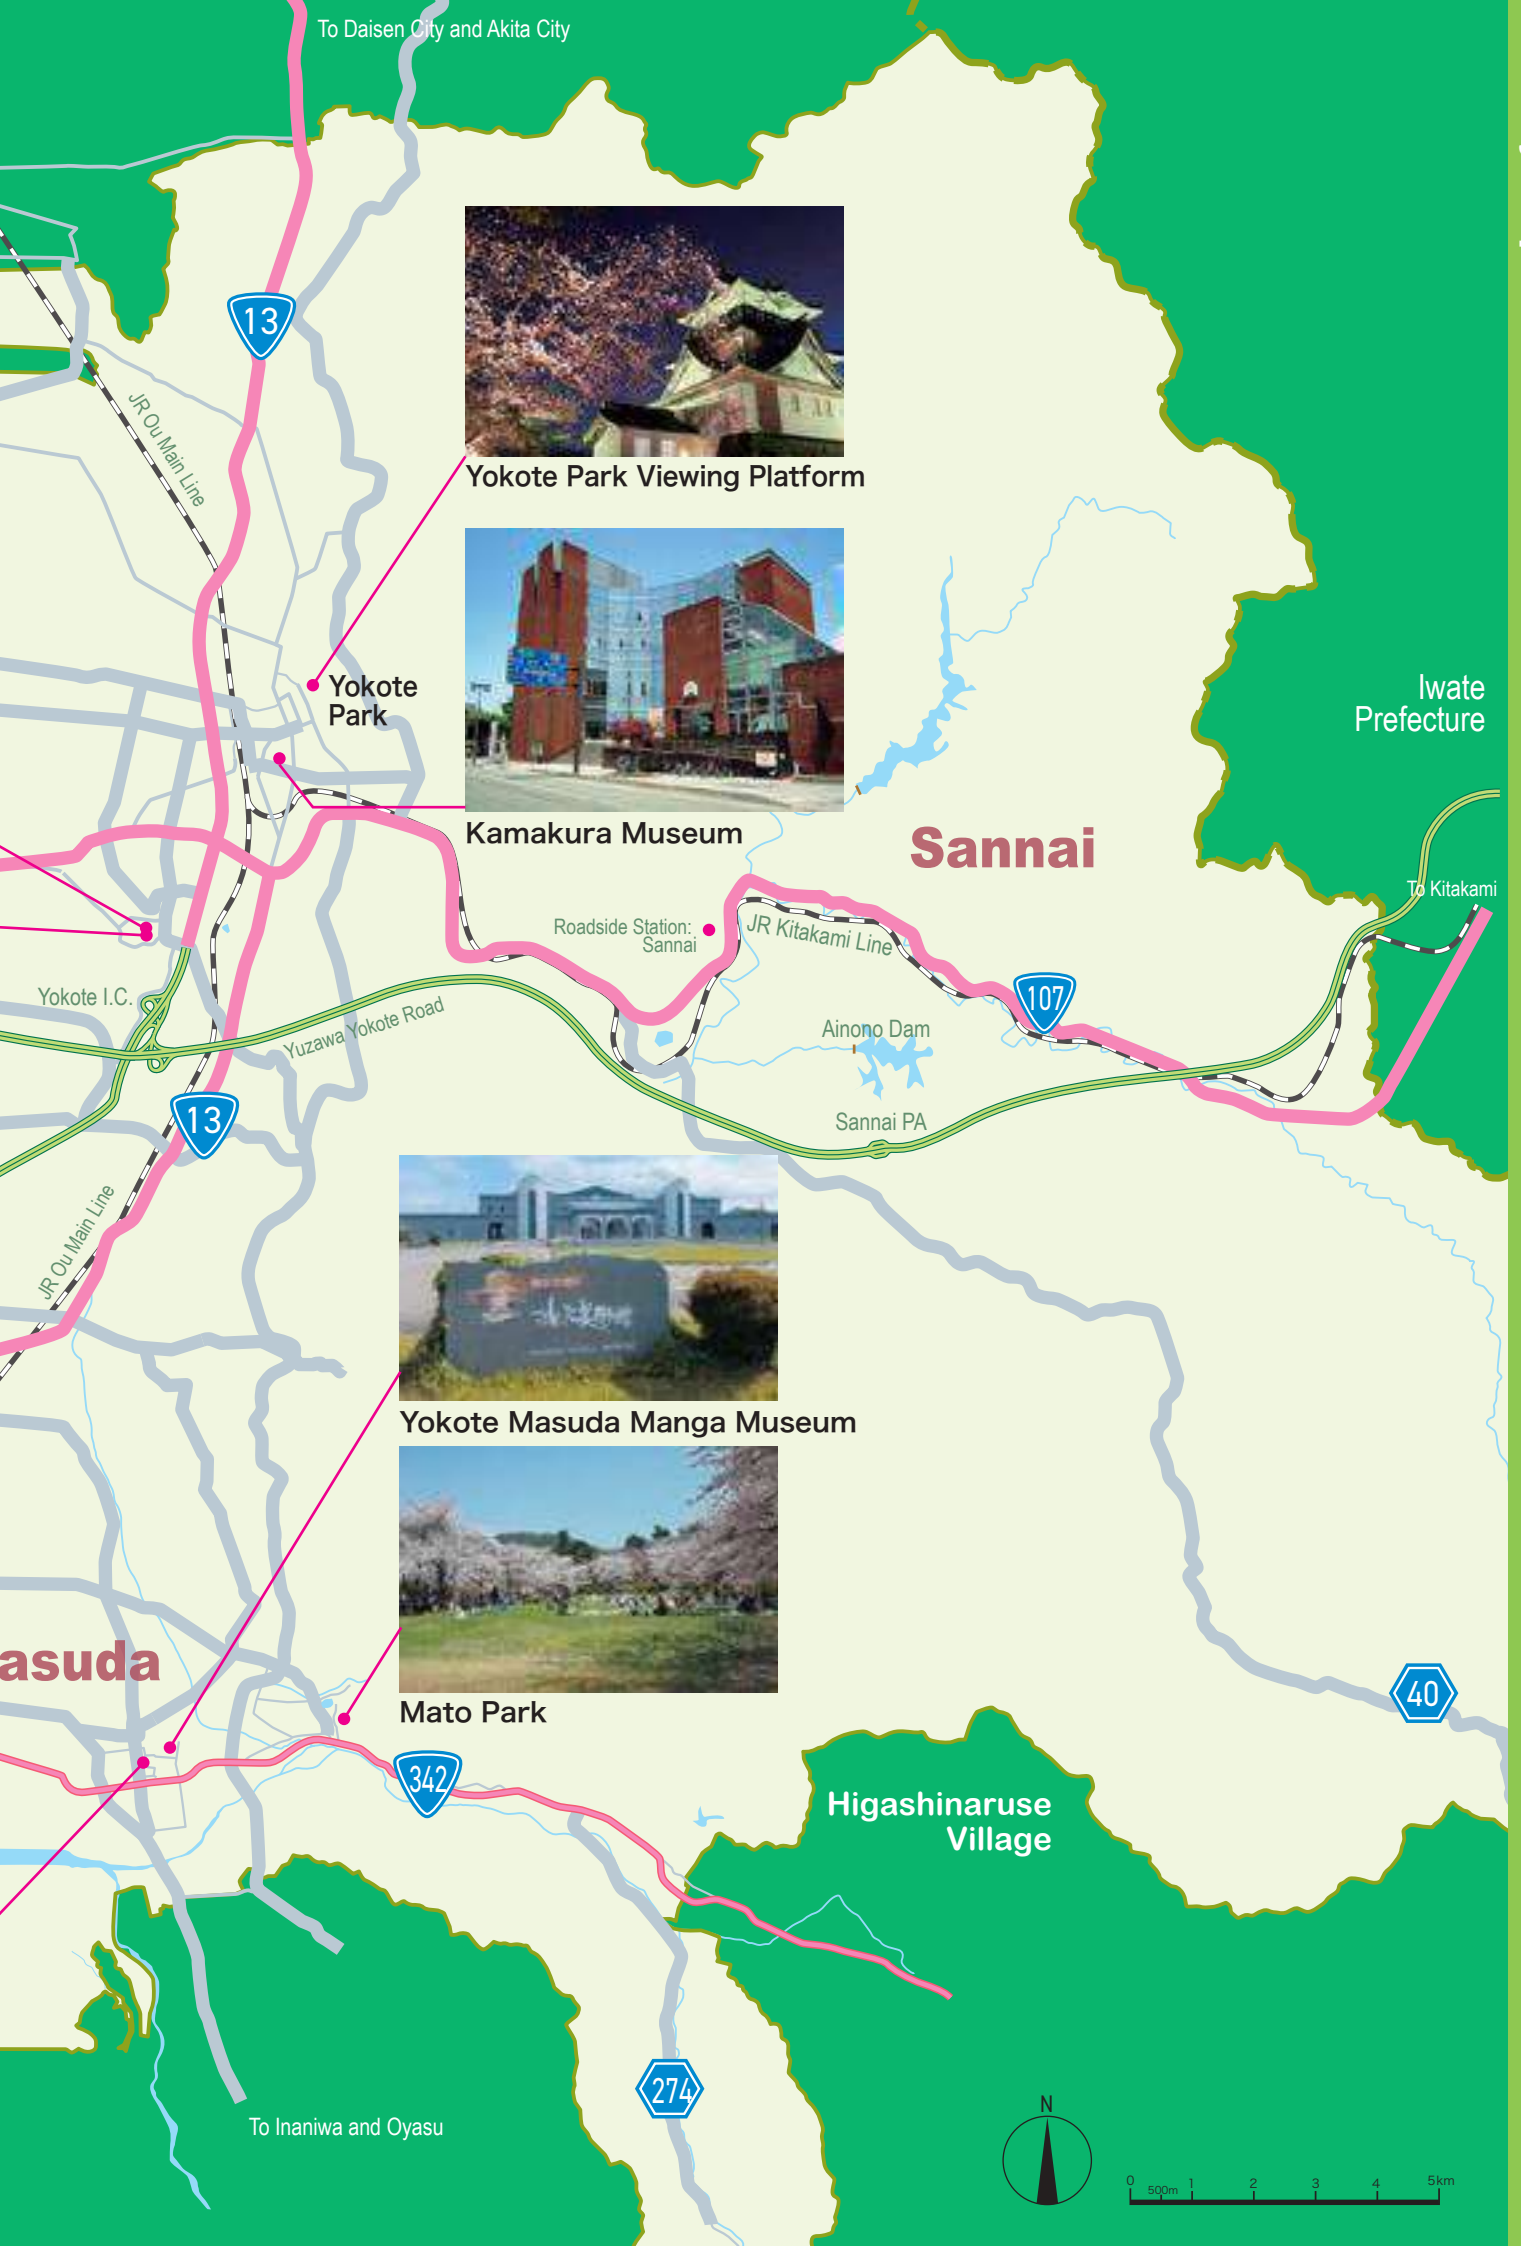 To Daisen City and Akita City
13
JR Ou Main Line
Yokote Park Viewing Platform
Yokote
Park
Kamakura Museum
Sannai
Iwate
Prefecture
To Kitakami
Roadside Station:
Sannai
JR Kitakami Line
107
Yokote I.C.
Yuzawa Yokote Road
Ainono Dam
Sannai PA
13
JR Ou Main Line
Yokote Masuda Manga Museum
Mato Park
asuda
40
342
Higashinaruse
Village
274
To Inaniwa and Oyasu
N
0 500m 1 2 3 4 5km